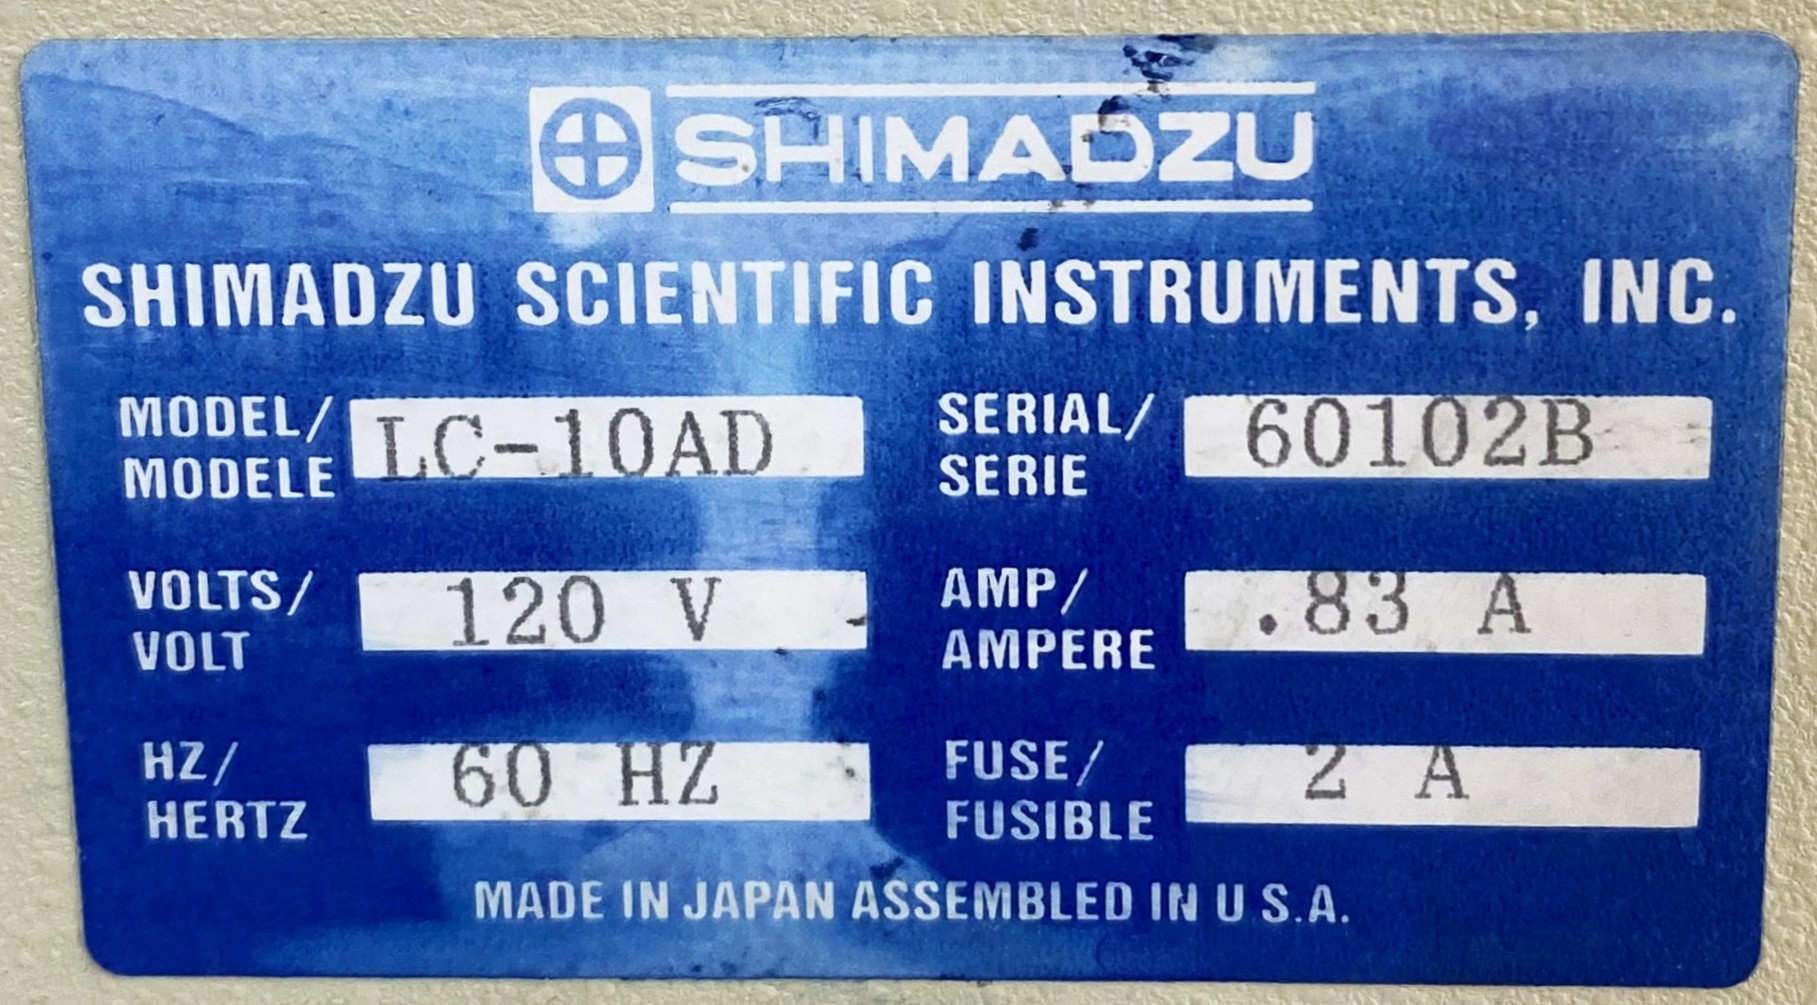 SHIMADZU
SHIMADZU SCIENTIFIC INSTRUMENTS, INC.
MODEL/
MODELE
LC-10AD
SERIAL/
SERIE
60102B
VOLTS/
VOLT
120 V
AMP/
AMPERE
.83 A
HZ/
HERTZ
60 HZ
FUSE/
FUSIBLE
2 A
MADE IN JAPAN ASSEMBLED IN U S.A.